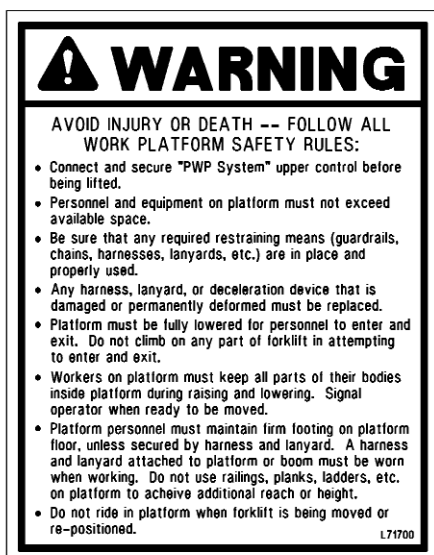 WARNING
AVOID INJURY OR DEATH -- FOLLOW ALL
WORK PLATFORM SAFETY RULES:
• Connect and secure "PWP System" upper control before
being lifted.
• Personnel and equipment on platform must not exceed
available space.
• Be sure that any required restraining means (guardrails,
chains, harnesses, lanyards, etc.) are in place and
properly used.
• Any harness, lanyard, or deceleration device that is
damaged or permanently deformed must be replaced.
• Platform must be fully lowered for personnel to enter and
exit. Do not climb on any part of forklift in attempting
to enter and exit.
• Workers on platform must keep all parts of their bodies
inside platform during raising and lowering. Signal
operator when ready to be moved.
• Platform personnel must maintain firm footing on platform
floor, unless secured by harness and lanyard. A harness
and lanyard attached to platform or boom must be worn
when working. Do not use railings, planks, ladders, etc.
on platform to acheive additional reach or height.
• Do not ride in platform when forklift is being moved or
re-positioned.
L71700